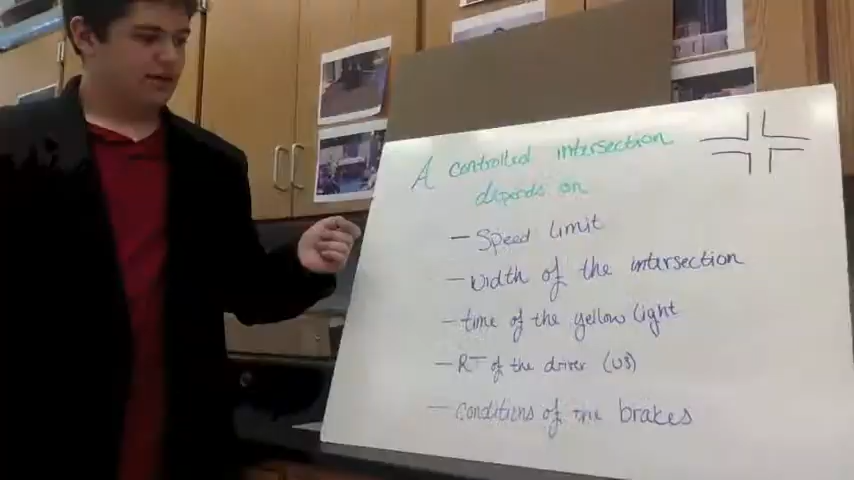 A controlled intersection
depends on
- Speed limit
- width of the intersection
- time of the yellow light
- RT of the driver (us)
- conditions of the brakes